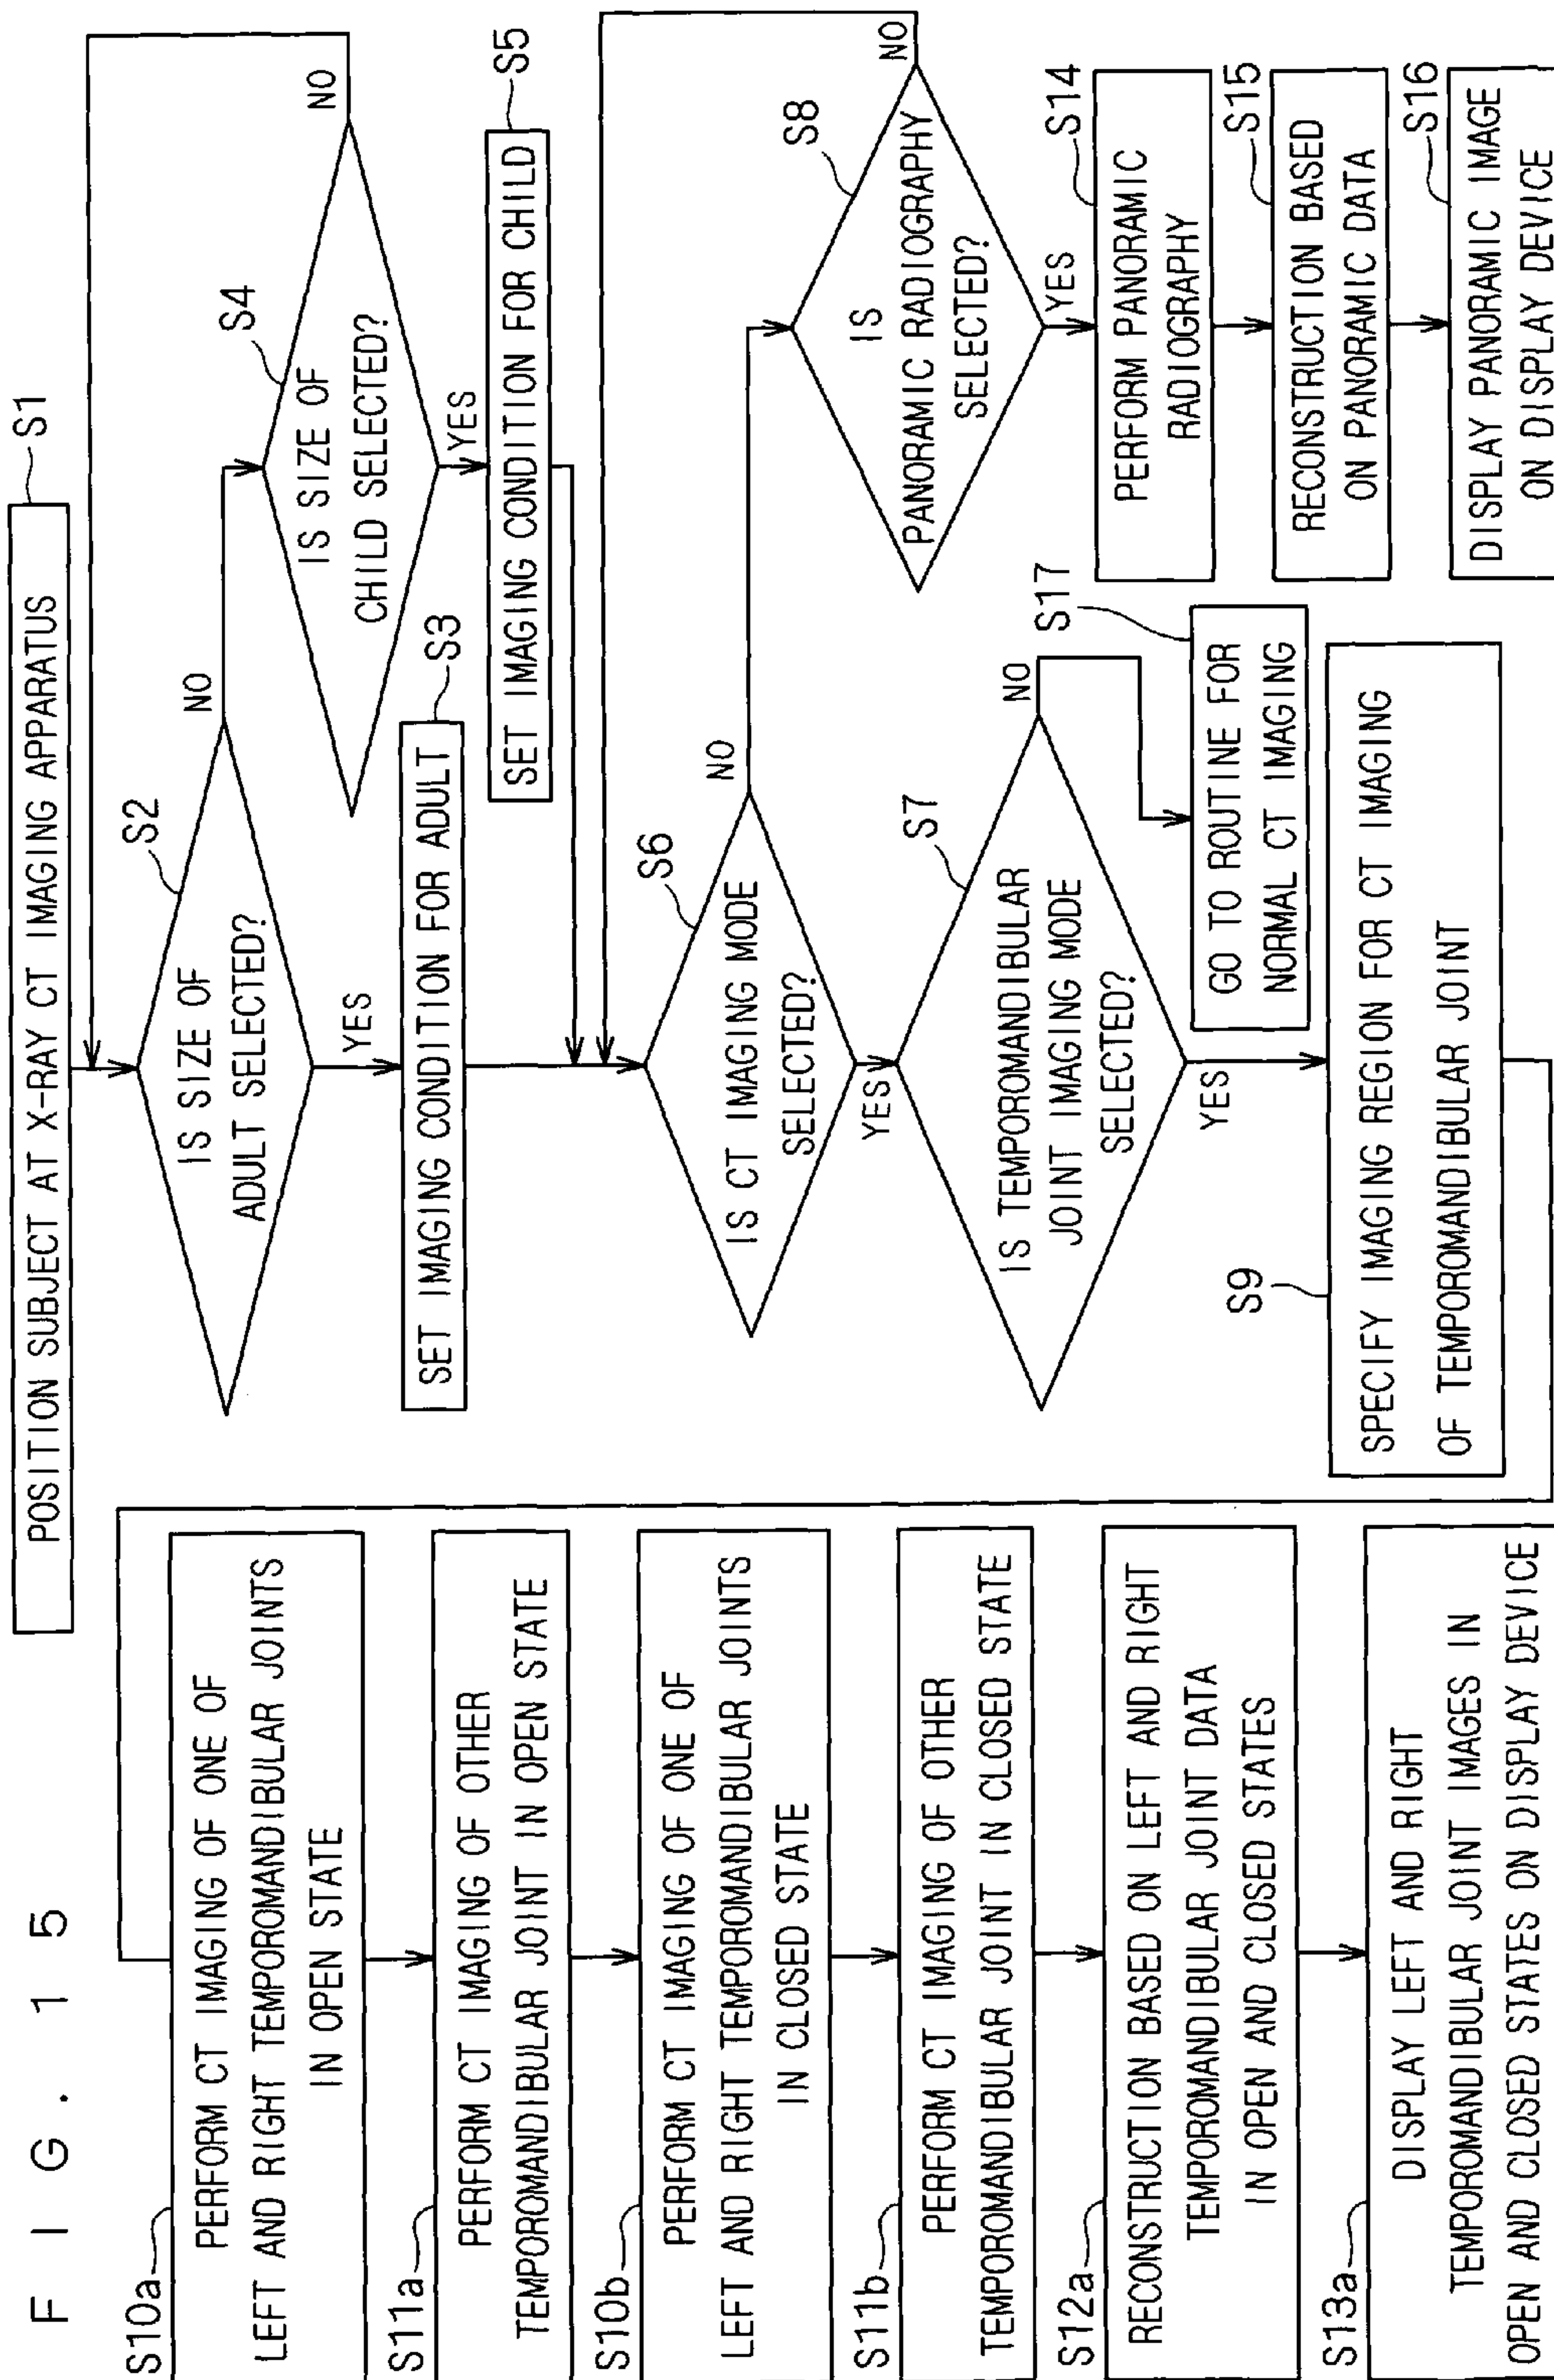 FIG. 15
POSITION SUBJECT AT X-RAY CT IMAGING APPARATUS
S1
IS SIZE OF
ADULT SELECTED?
S2
NO
YES
SET IMAGING CONDITION FOR ADULT
S3
IS SIZE OF
CHILD SELECTED?
S4
NO
YES
SET IMAGING CONDITION FOR CHILD
S5
IS CT IMAGING MODE
SELECTED?
S6
NO
YES
IS TEMPOROMANDIBULAR
JOINT IMAGING MODE
SELECTED?
S7
NO
YES
GO TO ROUTINE FOR
NORMAL CT IMAGING
S17
IS
PANORAMIC RADIOGRAPHY
SELECTED?
S8
NO
YES
PERFORM PANORAMIC
RADIOGRAPHY
S14
RECONSTRUCTION BASED
ON PANORAMIC DATA
S15
DISPLAY PANORAMIC IMAGE
ON DISPLAY DEVICE
S16
S9
SPECIFY IMAGING REGION FOR CT IMAGING
OF TEMPOROMANDIBULAR JOINT
S10a
PERFORM CT IMAGING OF ONE OF
LEFT AND RIGHT TEMPOROMANDIBULAR JOINTS
IN OPEN STATE
S11a
PERFORM CT IMAGING OF OTHER
TEMPOROMANDIBULAR JOINT IN OPEN STATE
S10b
PERFORM CT IMAGING OF ONE OF
LEFT AND RIGHT TEMPOROMANDIBULAR JOINTS
IN CLOSED STATE
S11b
PERFORM CT IMAGING OF OTHER
TEMPOROMANDIBULAR JOINT IN CLOSED STATE
S12a
RECONSTRUCTION BASED ON LEFT AND RIGHT
TEMPOROMANDIBULAR JOINT DATA
IN OPEN AND CLOSED STATES
S13a
DISPLAY LEFT AND RIGHT
TEMPOROMANDIBULAR JOINT IMAGES IN
OPEN AND CLOSED STATES ON DISPLAY DEVICE